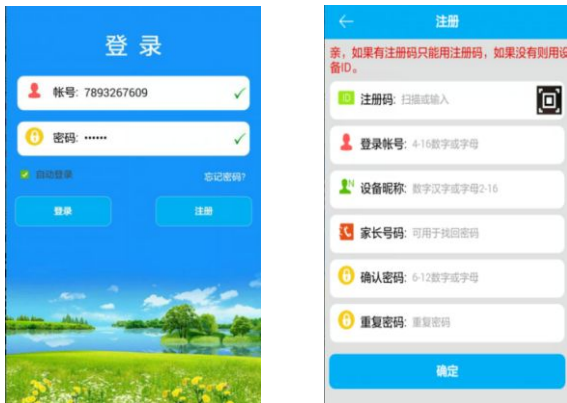 登 录
帐号: 7893267609
密码: ••••••
自动登录
忘记密码?
登录
注册
注册
亲，如果有注册码只能用注册码，如果没有则用设
备ID。
ID
注册码: 扫描或输入
登录帐号: 4-16数字或字母
N
设备昵称: 数字汉字或字母2-16
家长号码: 可用于找回密码
确认密码: 6-12数字或字母
重复密码: 重复密码
确定